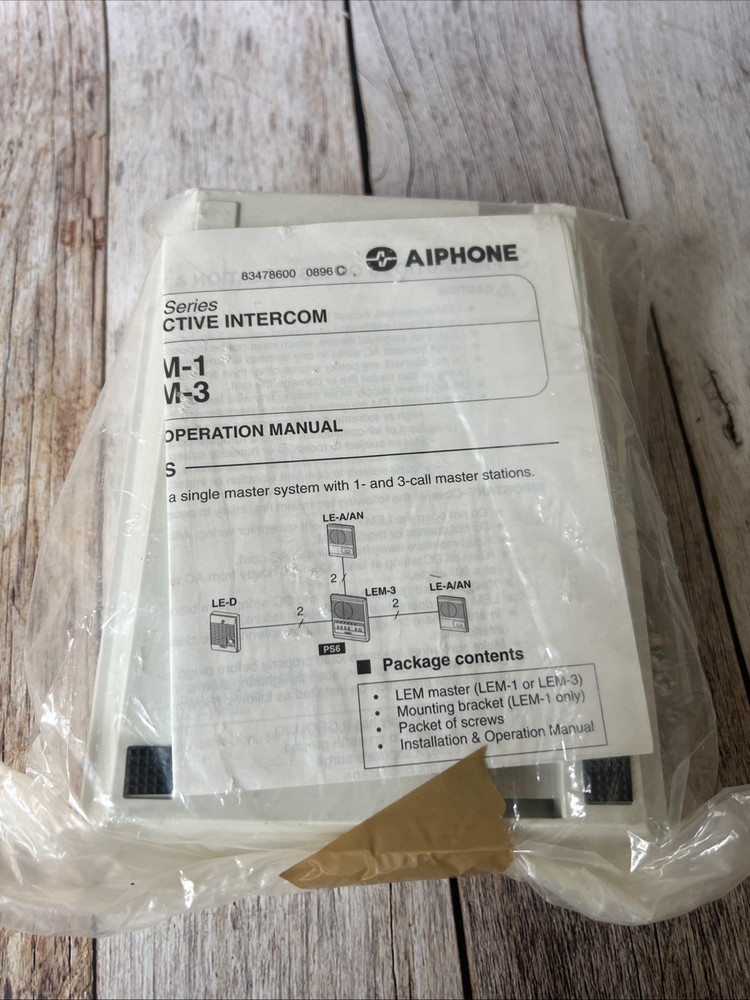 83478600 0896 © .
AIPHONE
Series
CTIVE INTERCOM
M-1
M-3
OPERATION MANUAL
S
a single master system with 1- and 3-call master stations.
LE-A/AN
2
LEM-3
LE-A/AN
LE-D
2
2
PS6
■ Package contents
• LEM master (LEM-1 or LEM-3)
• Mounting bracket (LEM-1 only)
• Packet of screws
• Installation & Operation Manual